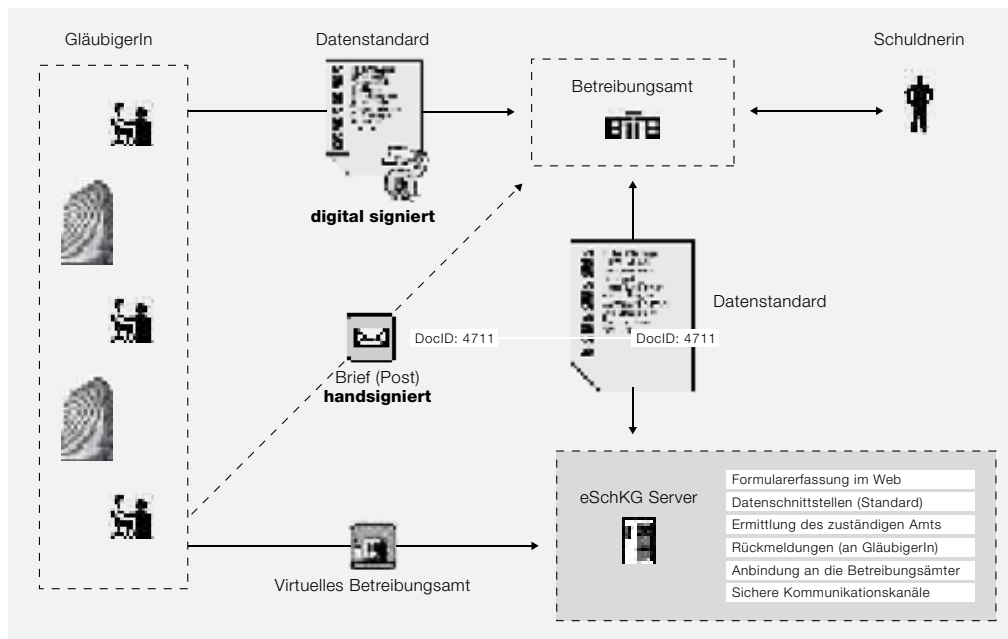 GläubigerIn
Datenstandard
Schuldnerin
Betreibungsamt
digital signiert
Datenstandard
DocID: 4711
DocID: 4711
Brief (Post)
handsigniert
eSchKG Server
Formularerfassung im Web
Datenschnittstellen (Standard)
Ermittlung des zuständigen Amts
Rückmeldungen (an GläubigerIn)
Anbindung an die Betreibungsämter
Sichere Kommunikationskanäle
Virtuelles Betreibungsamt